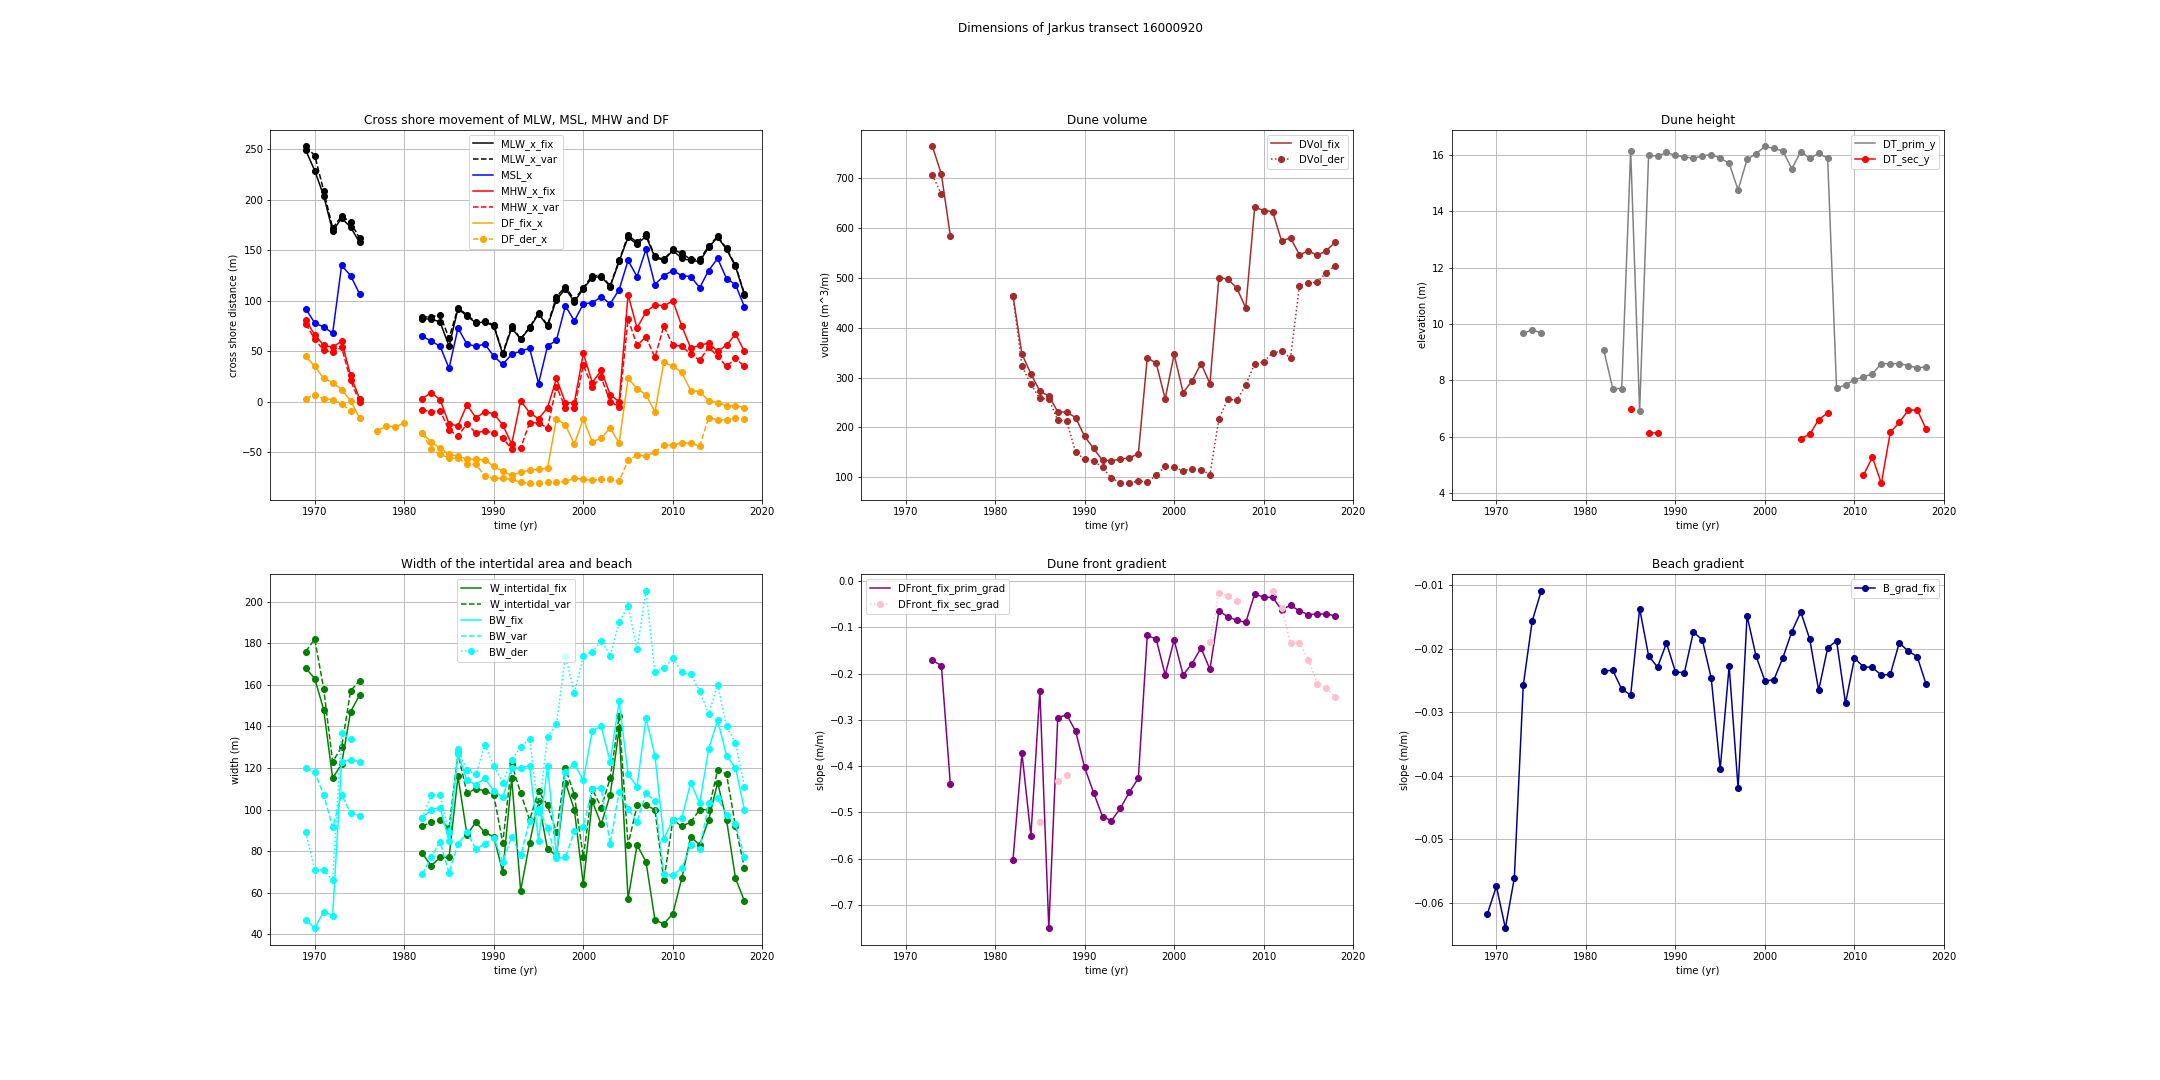 Dimensions of Jarkus transect 16000920
Cross shore movement of MLW, MSL, MHW and DF
cross shore distance (m)
250
200
150
100
50
0
−50
MLW_x_fix
MLW_x_var
MSL_x
MHW_x_fix
MHW_x_var
DF_fix_x
DF_der_x
1970 1980 1990 2000 2010 2020
time (yr)
Dune volume
volume (m^3/m)
700
600
500
400
300
200
100
DVol_fix
DVol_der
1970 1980 1990 2000 2010 2020
time (yr)
Dune height
elevation (m)
16
14
12
10
8
6
4
DT_prim_y
DT_sec_y
1970 1980 1990 2000 2010 2020
time (yr)
Width of the intertidal area and beach
width (m)
200
180
160
140
120
100
80
60
40
W_intertidal_fix
W_intertidal_var
BW_fix
BW_var
BW_der
1970 1980 1990 2000 2010 2020
time (yr)
Dune front gradient
slope (m/m)
0.0
−0.1
−0.2
−0.3
−0.4
−0.5
−0.6
−0.7
DFront_fix_prim_grad
DFront_fix_sec_grad
1970 1980 1990 2000 2010 2020
time (yr)
Beach gradient
slope (m/m)
−0.01
−0.02
−0.03
−0.04
−0.05
−0.06
B_grad_fix
1970 1980 1990 2000 2010 2020
time (yr)